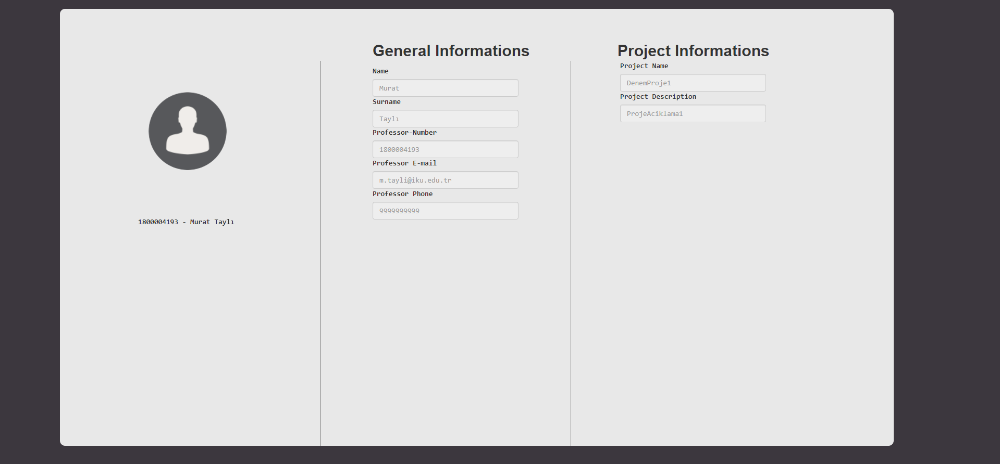 1800004193 - Murat Taylı
General Informations
Name
Murat
Surname
Taylı
Professor-Number
1800004193
Professor E-mail
m.tayli@iku.edu.tr
Professor Phone
9999999999
Project Informations
Project Name
DenemProje1
Project Description
ProjeAciklama1